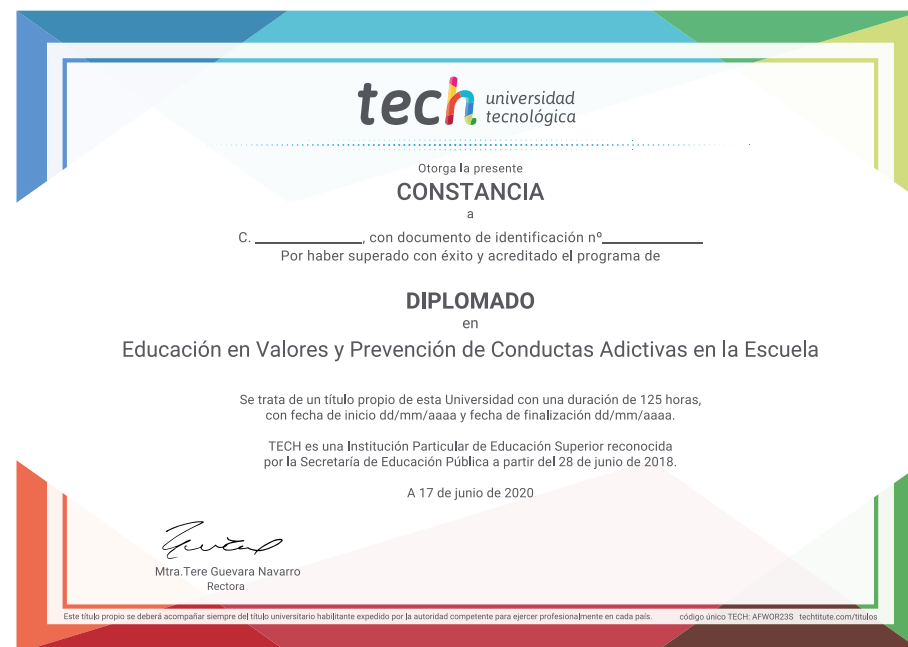 tech universidad
tecnológica
Otorga la presente
CONSTANCIA
a
C. ____________, con documento de identificación nº____________
Por haber superado con éxito y acreditado el programa de
DIPLOMADO
en
Educación en Valores y Prevención de Conductas Adictivas en la Escuela
Se trata de un título propio de esta Universidad con una duración de 125 horas,
con fecha de inicio dd/mm/aaaa y fecha de finalización dd/mm/aaaa.
TECH es una Institución Particular de Educación Superior reconocida
por la Secretaría de Educación Pública a partir del 28 de junio de 2018.
A 17 de junio de 2020
Mtra.Tere Guevara Navarro
Rectora
Este título propio se deberá acompañar siempre del título universitario habilitante expedido por la autoridad competente para ejercer profesionalmente en cada país. código único TECH: AFWOR23S techtitute.com/titulos